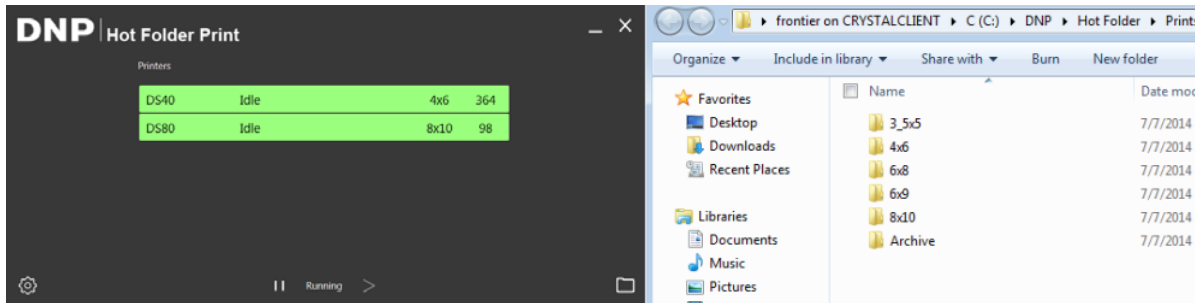 DNP Hot Folder Print
Printers
DS40 Idle 4x6 364
DS80 Idle 8x10 98
Running
frontier on CRYSTALCLIENT C (C:) DNP Hot Folder Prints
Organize Include in library Share with Burn New folder
Name Date mod
Favorites
Desktop
Downloads
Recent Places
Libraries
Documents
Music
Pictures
3_5x5 7/7/2014
4x6 7/7/2014
6x8 7/7/2014
6x9 7/7/2014
8x10 7/7/2014
Archive 7/7/2014